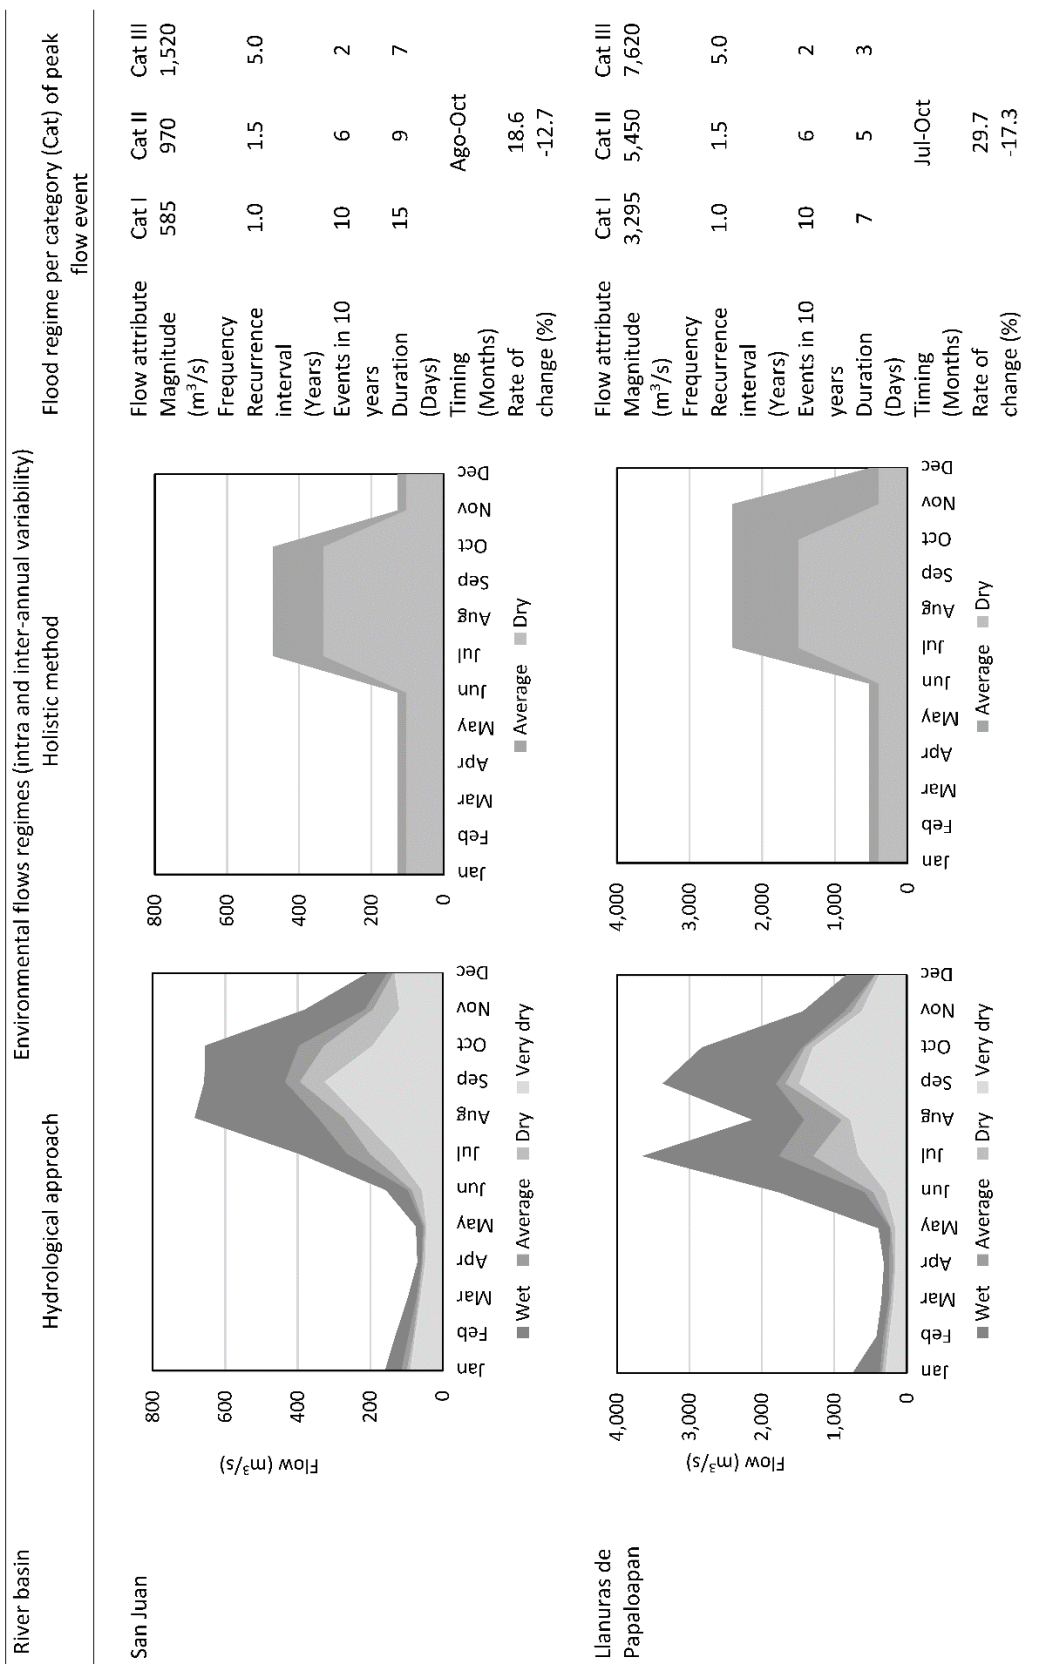 River basin
Environmental flows regimes (intra and inter-annual variability)
Flood regime per category (Cat) of peak
flow event
Hydrological approach
Holistic method
San Juan
Flow (m³/s)
800
600
400
200
0
Jan Feb Mar Apr May Jun Jul Aug Sep Oct Nov Dec
Wet Average Dry Very dry
800
600
400
200
0
Jan Feb Mar Apr May Jun Jul Aug Sep Oct Nov Dec
Average Dry
Flow attribute Cat I Cat II Cat III
Magnitude 585 970 1,520
(m³/s)
Frequency
Recurrence 1.0 1.5 5.0
interval
(Years)
Events in 10 10 6 2
years
Duration 15 9 7
(Days)
Timing Ago-Oct
(Months)
Rate of 18.6
change (%) -12.7
Llanuras de
Papaloapan
Flow (m³/s)
4,000
3,000
2,000
1,000
0
Jan Feb Mar Apr May Jun Jul Aug Sep Oct Nov Dec
Wet Average Dry Very dry
4,000
3,000
2,000
1,000
0
Jan Feb Mar Apr May Jun Jul Aug Sep Oct Nov Dec
Average Dry
Flow attribute Cat I Cat II Cat III
Magnitude 3,295 5,450 7,620
(m³/s)
Frequency
Recurrence 1.0 1.5 5.0
interval
(Years)
Events in 10 10 6 2
years
Duration 7 5 3
(Days)
Timing Jul-Oct
(Months)
Rate of 29.7
change (%) -17.3